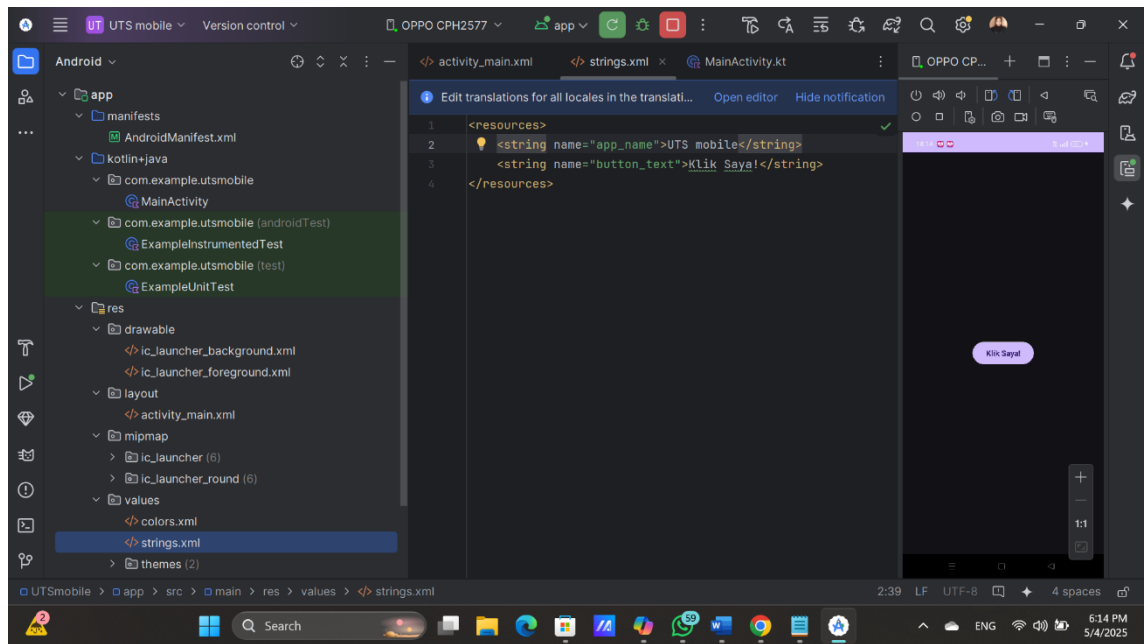 UT UTS mobile Version control OPPO CPH2577 app
Android
activity_main.xml strings.xml MainActivity.kt
OPPO CP...
app
manifests
AndroidManifest.xml
kotlin+java
com.example.utsmobile
MainActivity
com.example.utsmobile (androidTest)
ExampleInstrumentedTest
com.example.utsmobile (test)
ExampleUnitTest
res
drawable
ic_launcher_background.xml
ic_launcher_foreground.xml
layout
activity_main.xml
mipmap
ic_launcher (6)
ic_launcher_round (6)
values
colors.xml
strings.xml
themes (2)
Edit translations for all locales in the translati... Open editor Hide notification
1 <resources>
2 <string name="app_name">UTS mobile</string>
3 <string name="button_text">Klik Saya!</string>
4 </resources>
Klik Saya!
1:1
UTSmobile > app > src > main > res > values > strings.xml
2:39 LF UTF-8 4 spaces
2
Search
59
ENG
6:14 PM
5/4/2025